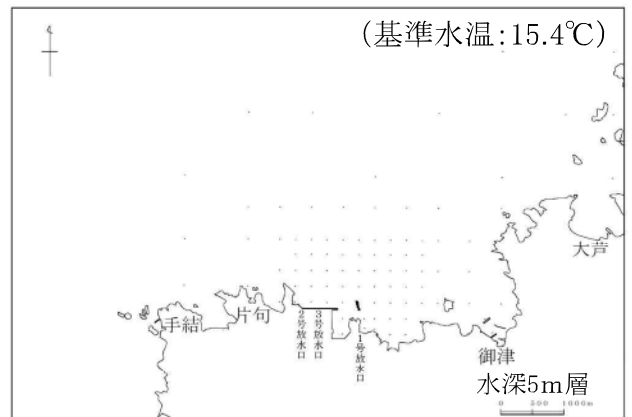 (基準水温:15.4℃)
大芦
手結
片句
2号放水口
3号放水口
1号放水口
御津
水深5m層
0 500 1000m